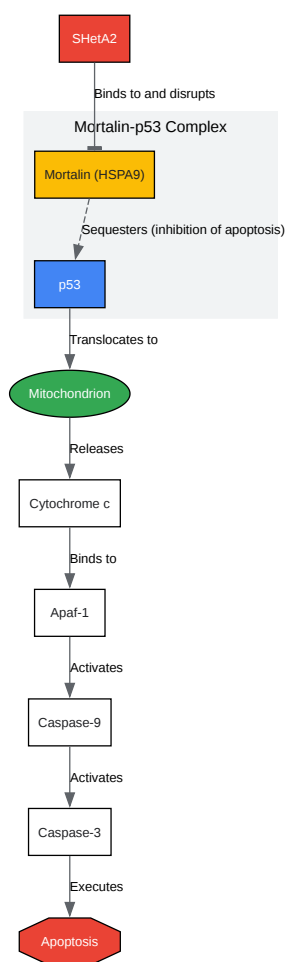 SHetA2
Binds to and disrupts
Mortalin-p53 Complex
Mortalin (HSPA9)
Sequesters (inhibition of apoptosis)
p53
Translocates to
Mitochondrion
Releases
Cytochrome c
Binds to
Apaf-1
Activates
Caspase-9
Activates
Caspase-3
Executes
Apoptosis